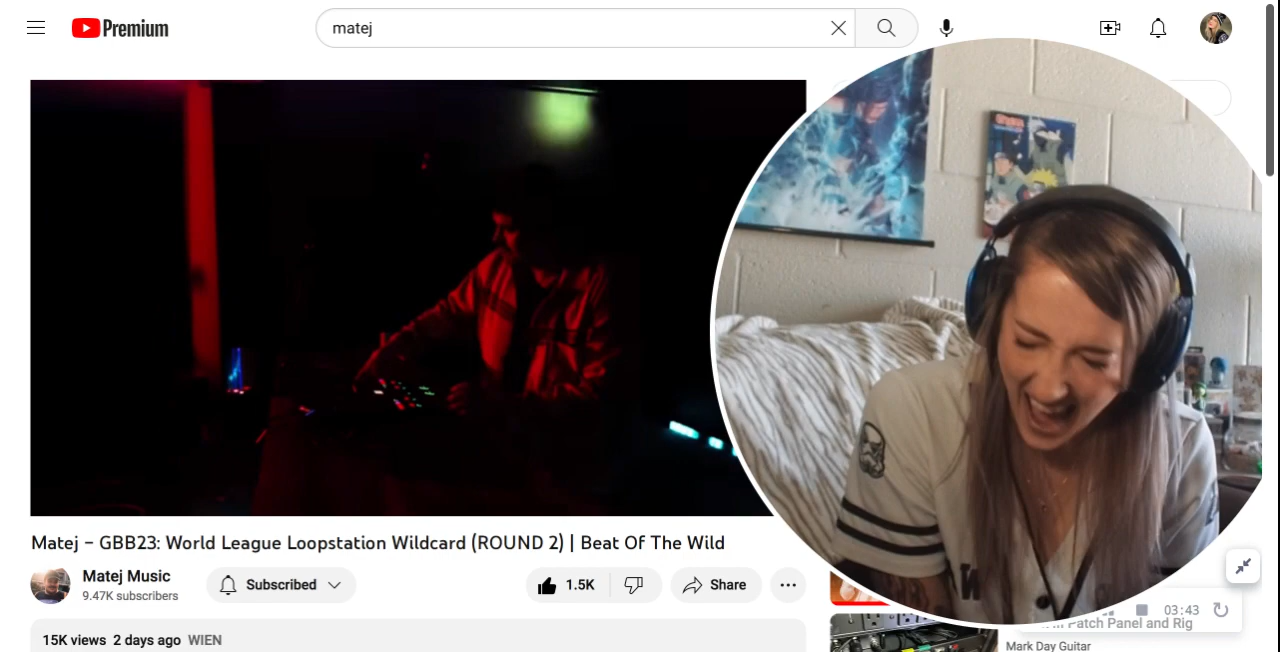 Premium
matej
Matej – GBB23: World League Loopstation Wildcard (ROUND 2) | Beat Of The Wild
Matej Music
9.47K subscribers
Subscribed
1.5K
Share
15K views 2 days ago WIEN
03:43
Patch Panel and Rig
Mark Day Guitar